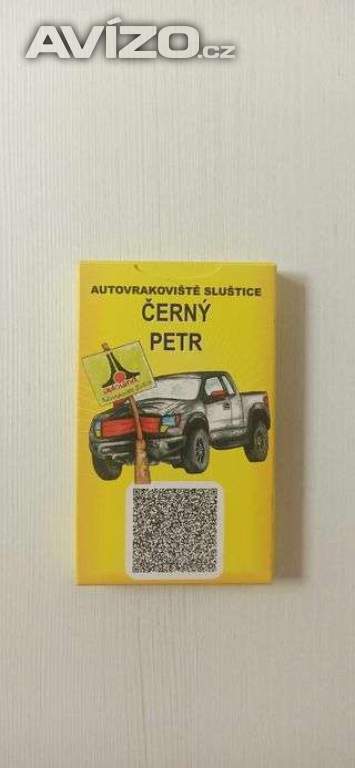 AVÍZO.cz
AUTOVRAKOVIŠTĚ SLUŠTICE
ČERNÝ
PETR